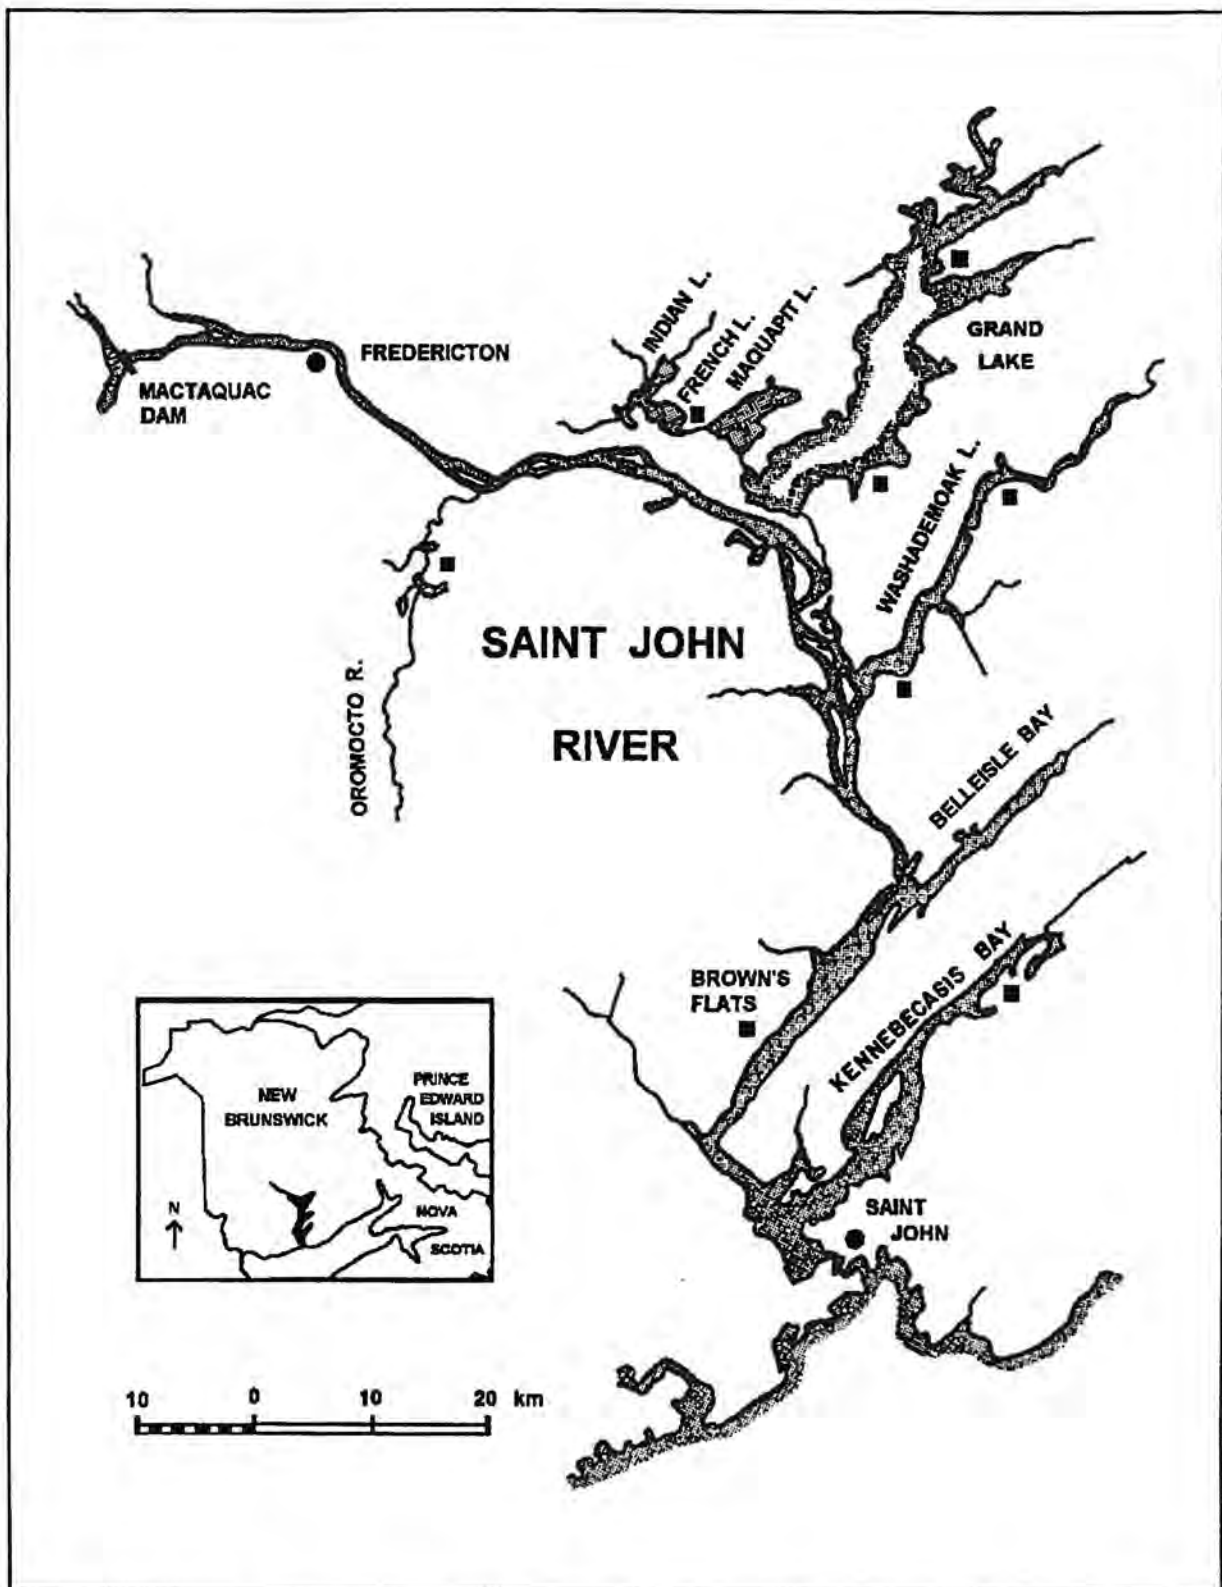 INDIAN L.
FRENCH L.
MAQUAPIT L.
GRAND
LAKE
FREDERICTON
MACTAQUAC
DAM
WASHADEMOAK L.
SAINT JOHN
RIVER
OROMOCTO R.
BELLEISLE BAY
BROWN'S
FLATS
KENNEBECASIS BAY
SAINT
JOHN
NEW
BRUNSWICK
PRINCE
EDWARD
ISLAND
N
NOVA
SCOTIA
10 0 10 20 km